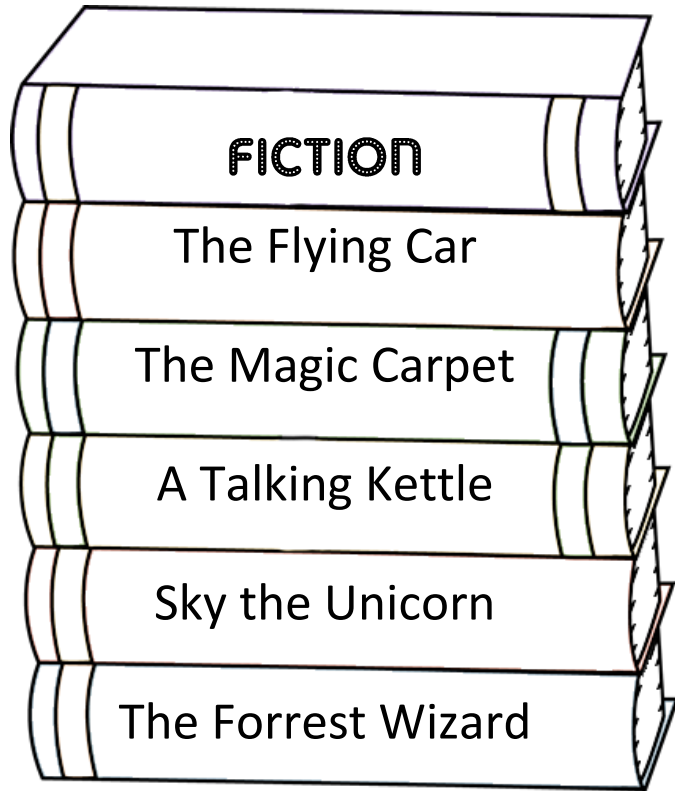 FICTION
The Flying Car
The Magic Carpet
A Talking Kettle
Sky the Unicorn
The Forrest Wizard